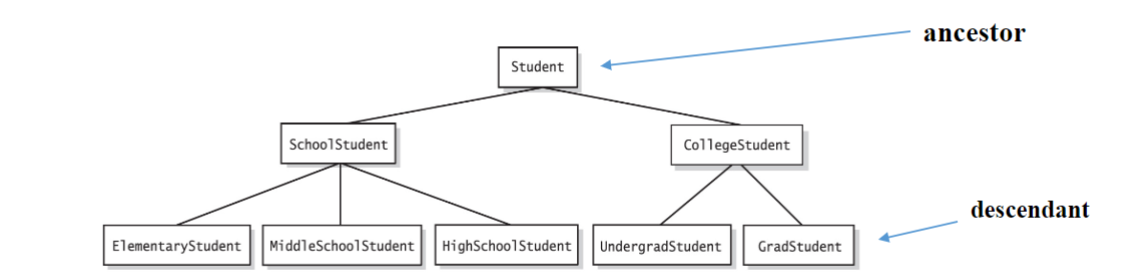 ancestor
Student
SchoolStudent
CollegeStudent
descendant
ElementaryStudent
MiddleSchoolStudent
HighSchoolStudent
UndergradStudent
GradStudent